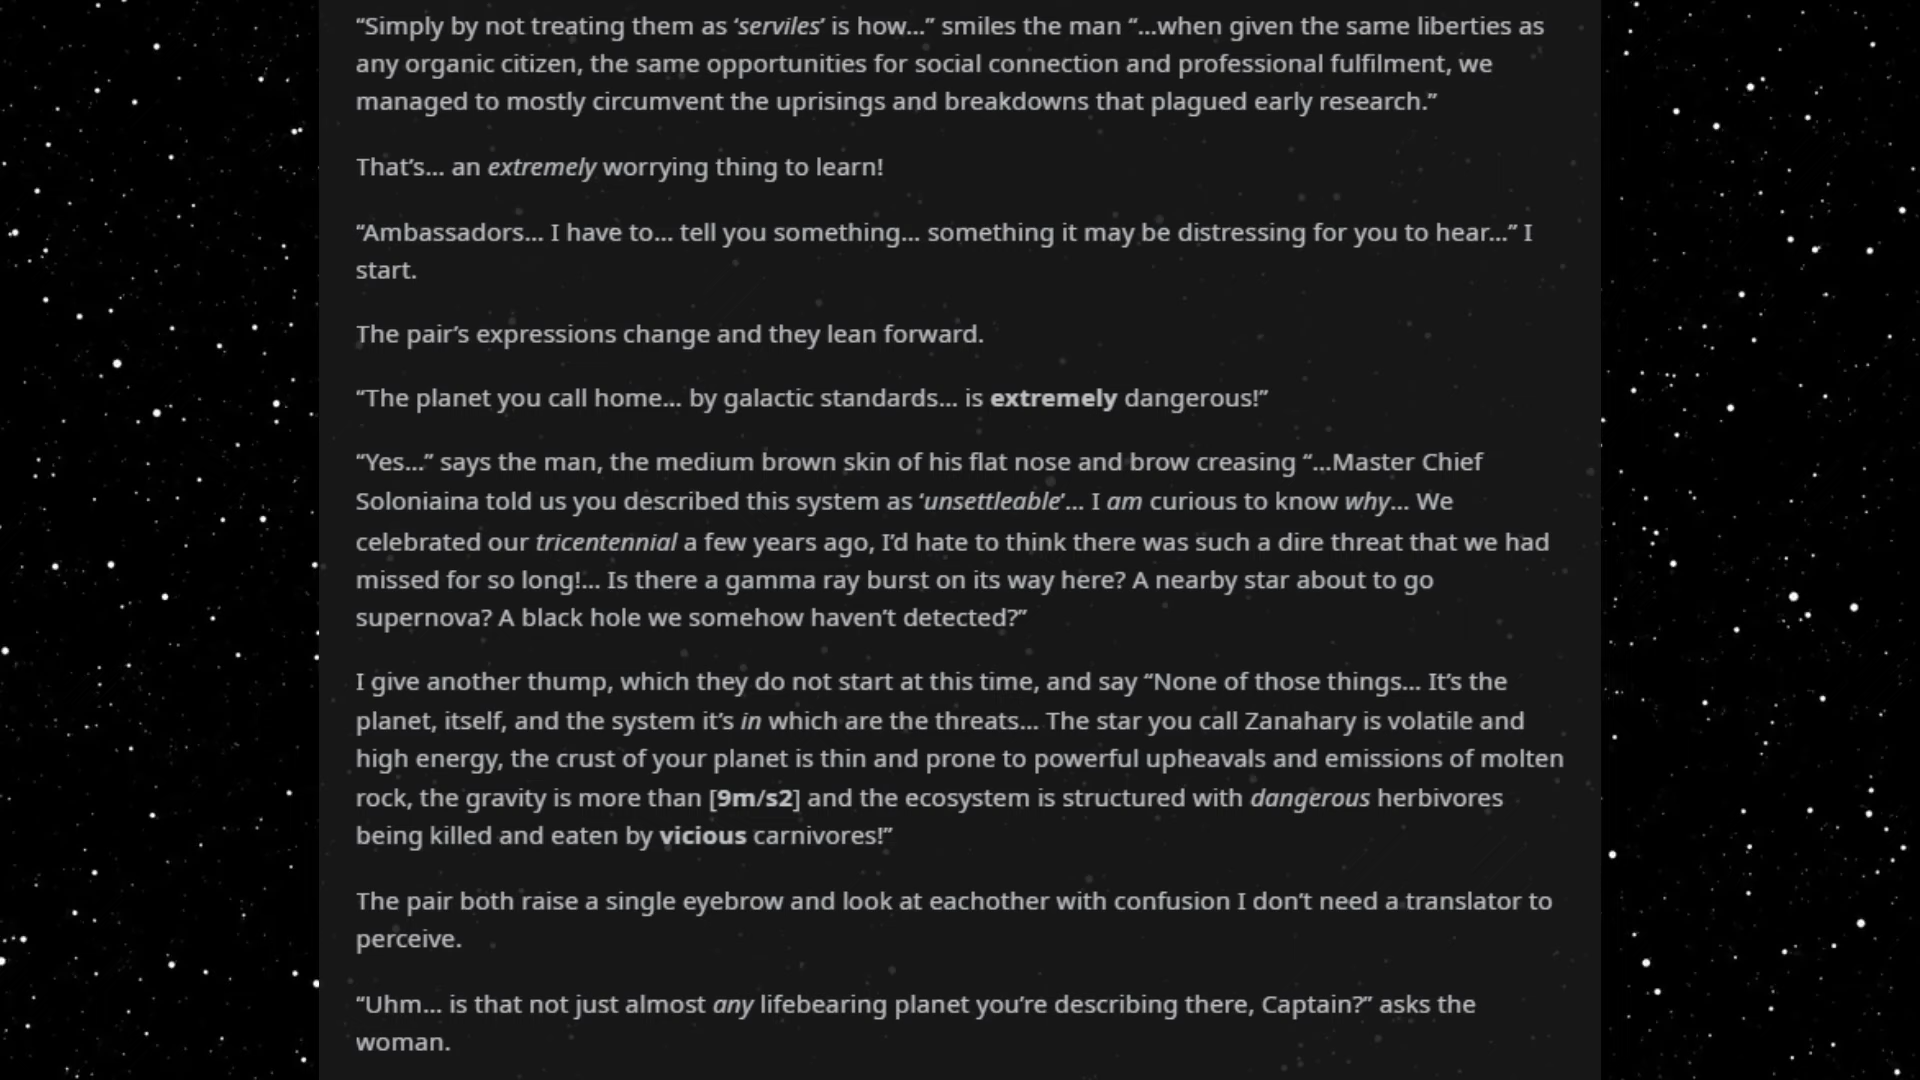 “Simply by not treating them as ‘serviles’ is how...” smiles the man “...when given the same liberties as
any organic citizen, the same opportunities for social connection and professional fulfilment, we
managed to mostly circumvent the uprisings and breakdowns that plagued early research.”
That’s... an extremely worrying thing to learn!
“Ambassadors... I have to... tell you something... something it may be distressing for you to hear...” I
start.
The pair’s expressions change and they lean forward.
“The planet you call home... by galactic standards... is extremely dangerous!”
“Yes...” says the man, the medium brown skin of his flat nose and brow creasing “...Master Chief
Soloniaina told us you described this system as ‘unsettleable’... I am curious to know why... We
celebrated our tricentennial a few years ago, I’d hate to think there was such a dire threat that we had
missed for so long!... Is there a gamma ray burst on its way here? A nearby star about to go
supernova? A black hole we somehow haven’t detected?”
I give another thump, which they do not start at this time, and say “None of those things... It’s the
planet, itself, and the system it’s in which are the threats... The star you call Zanahary is volatile and
high energy, the crust of your planet is thin and prone to powerful upheavals and emissions of molten
rock, the gravity is more than [9m/s2] and the ecosystem is structured with dangerous herbivores
being killed and eaten by vicious carnivores!”
The pair both raise a single eyebrow and look at eachother with confusion I don’t need a translator to
perceive.
“Uhm... is that not just almost any lifebearing planet you’re describing there, Captain?” asks the
woman.